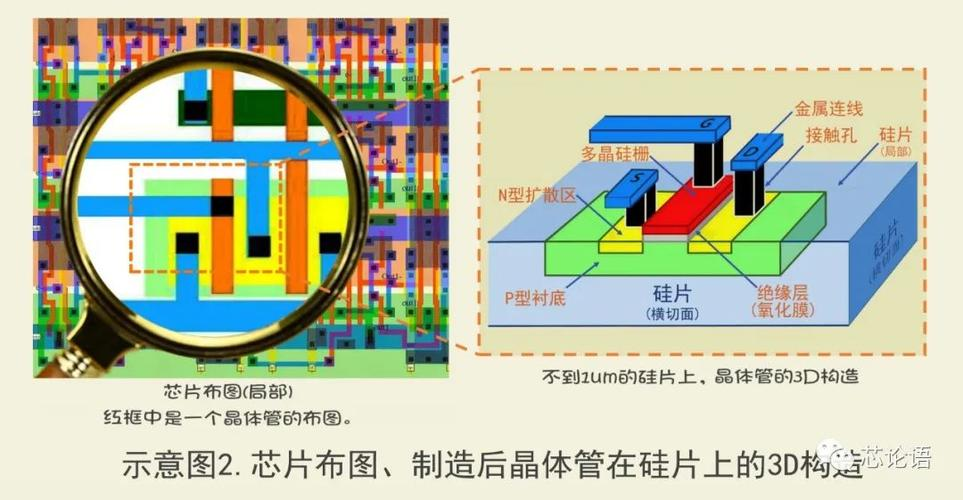 G
D
S
金属连线
接触孔
硅片
(局部)
多晶硅栅
N型扩散区
P型衬底
硅片
(横切面)
绝缘层
(氧化膜)
硅片
(横切面)
芯片布图(局部)
红框中是一个晶体管的布图。
不到1um的硅片上，晶体管的3D构造
示意图2.芯片布图、制造后晶体管在硅片上的3D构造
芯论语